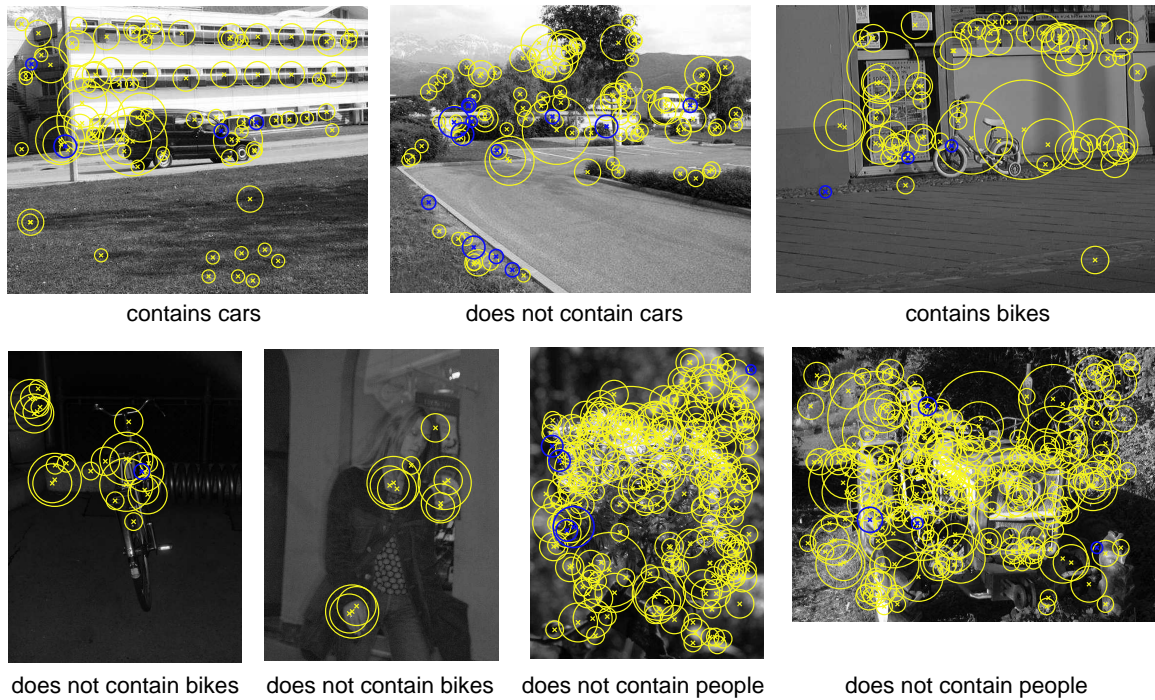 contains cars
does not contain cars
contains bikes
does not contain bikes
does not contain bikes
does not contain people
does not contain people